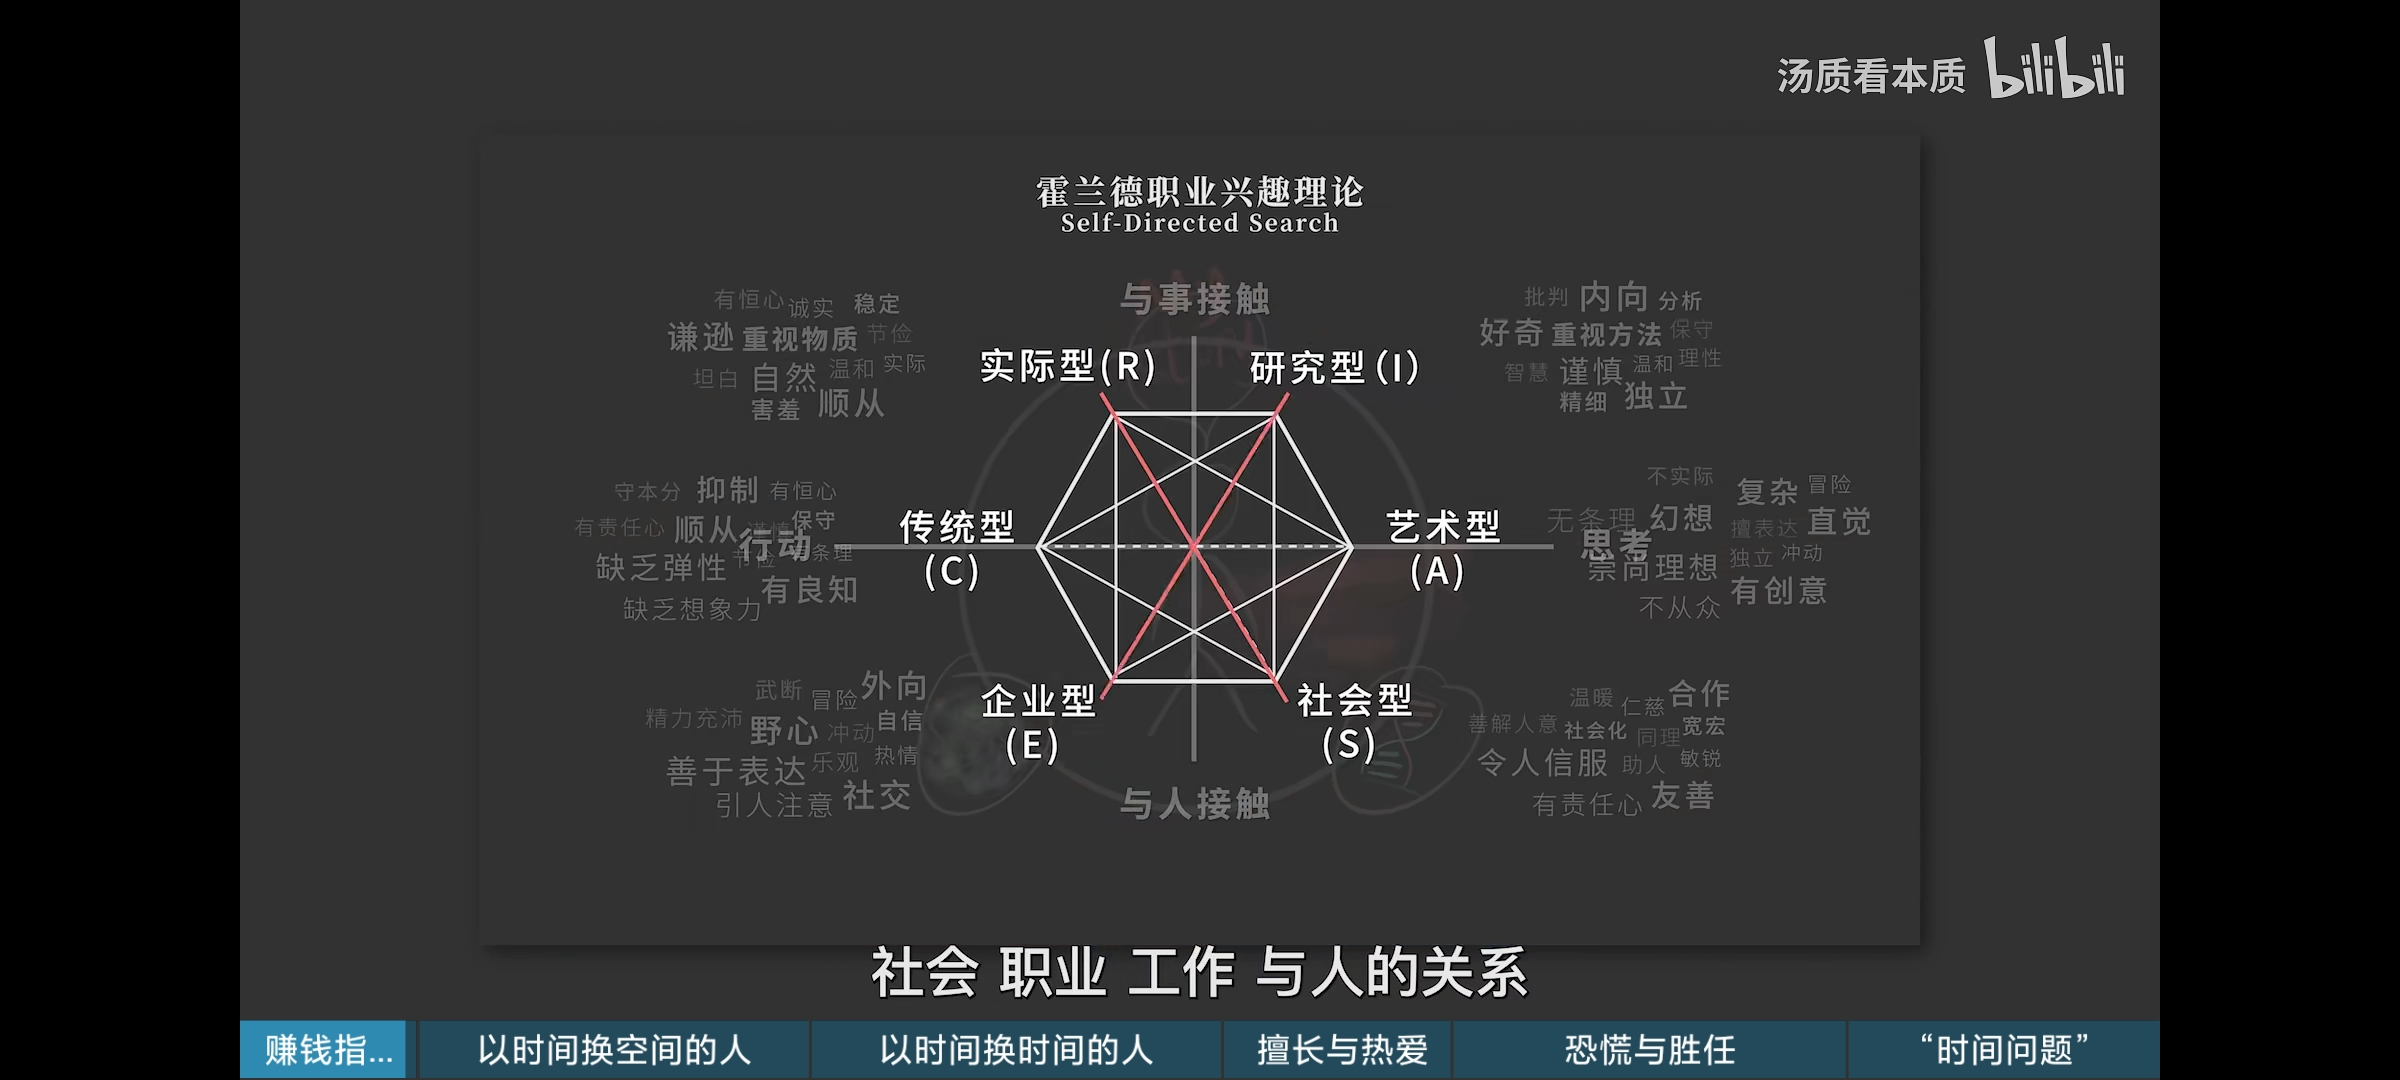 汤质看本质 bilibili
霍兰德职业兴趣理论
Self-Directed Search
与事接触
有恒心 诚实 稳定
谦逊 重视物质 节俭
坦白 自然 温和 实际
害羞 顺从
批判 内向 分析
好奇 重视方法 保守
智慧 谨慎 温和 理性
精细 独立
实际型(R)
研究型(I)
守本分 抑制 有恒心
有责任心 顺从 谨慎 保守
行动
缺乏弹性 节俭 有条理
有良知
缺乏想象力
传统型
(C)
艺术型
(A)
不实际 复杂 冒险
无条理 幻想 擅表达 直觉
思考
崇尚理想 独立 冲动
有创意
不从众
武断 冒险 外向
精力充沛 野心 冲动 自信
善于表达 乐观 热情
引人注意 社交
企业型
(E)
社会型
(S)
温暖 仁慈 合作
善解人意 社会化 同理 宽宏
令人信服 助人 敏锐
有责任心 友善
与人接触
社会 职业 工作 与人的关系
赚钱指... 以时间换空间的人 以时间换时间的人 擅长与热爱 恐慌与胜任 “时间问题”